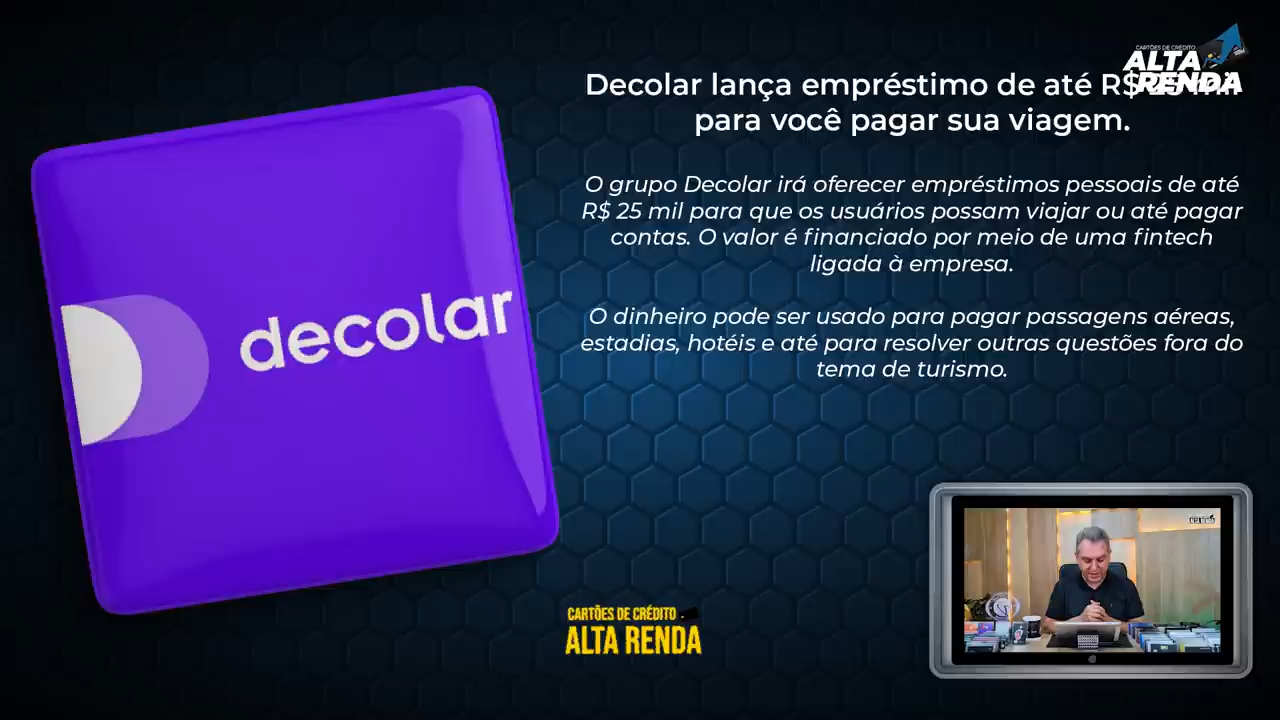 CARTÕES DE CRÉDITO
ALTA
RENDA
Decolar lança empréstimo de até R$
para você pagar sua viagem.
O grupo Decolar irá oferecer empréstimos pessoais de até
R$ 25 mil para que os usuários possam viajar ou até pagar
contas. O valor é financiado por meio de uma fintech
ligada à empresa.
O dinheiro pode ser usado para pagar passagens aéreas,
estadias, hotéis e até para resolver outras questões fora do
tema de turismo.
decolar
CARTÕES DE CRÉDITO
ALTA RENDA